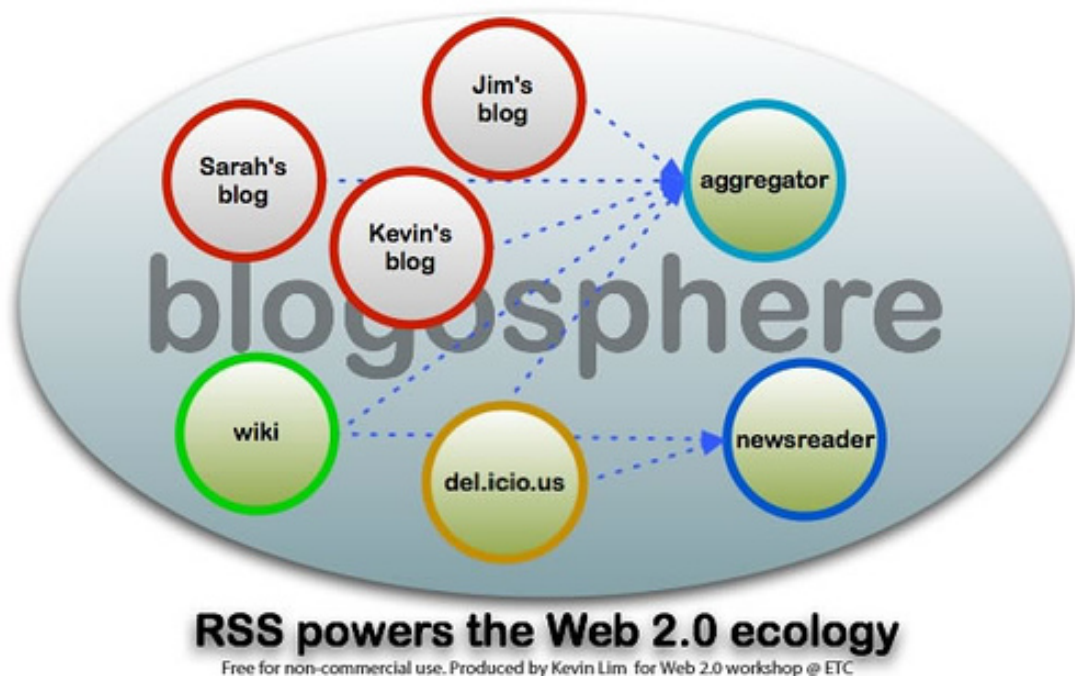 Jim's
blog
Sarah's
blog
aggregator
Kevin's
blog
blogosphere
wiki
newsreader
del.icio.us
RSS powers the Web 2.0 ecology
Free for non-commercial use. Produced by Kevin Lim for Web 2.0 workshop @ ETC